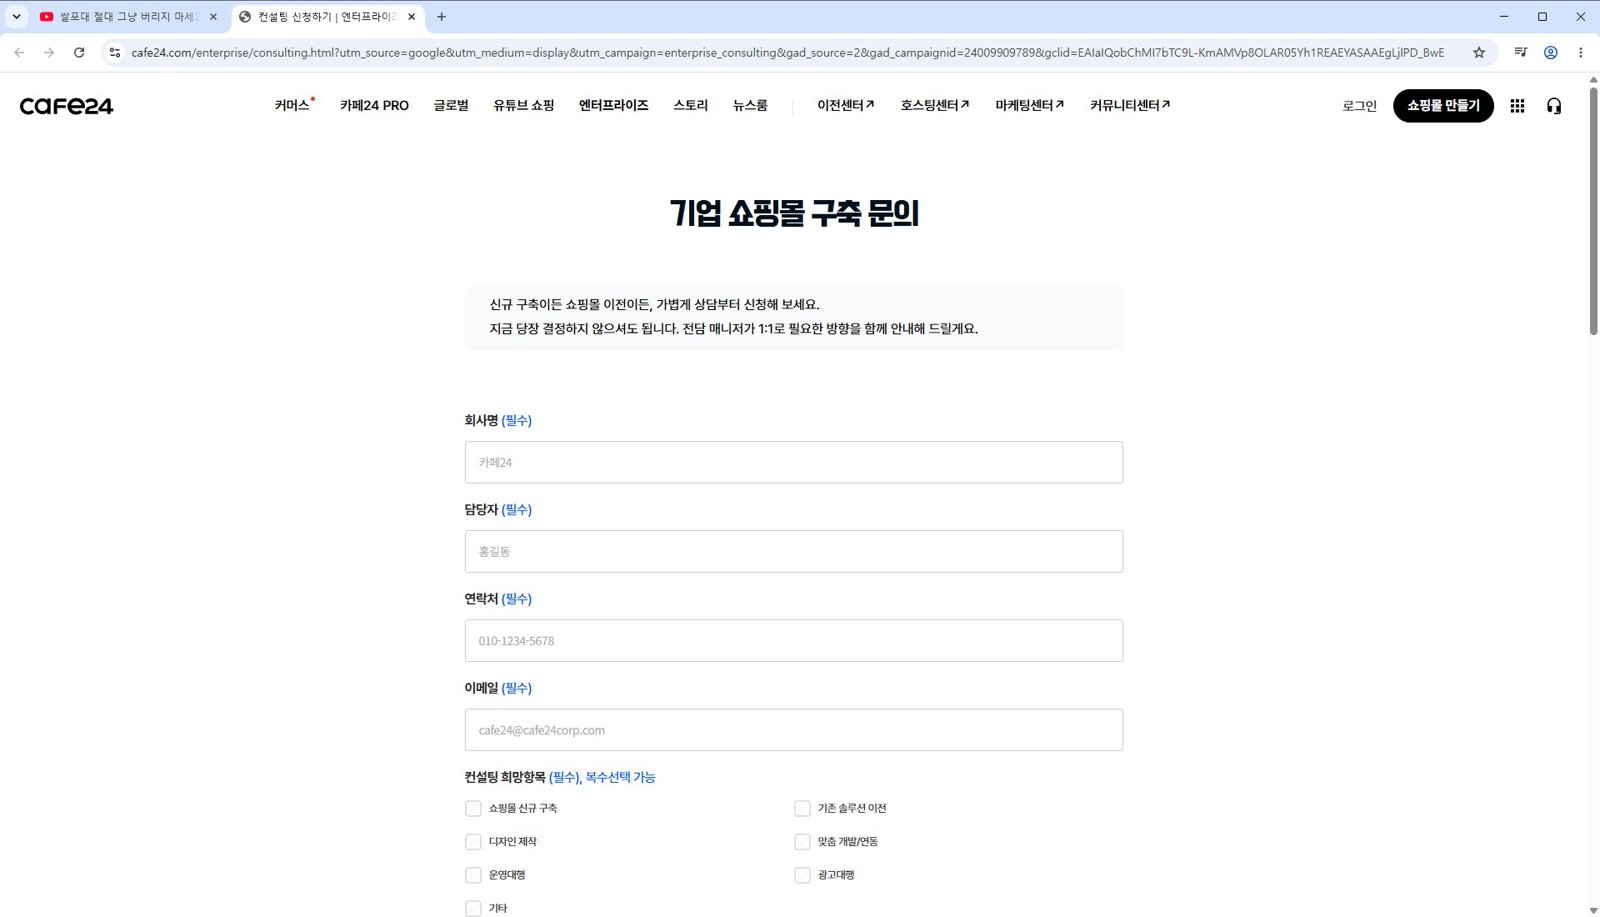 쌀포대 절대 그냥 버리지 마세요
컨설팅 신청하기 | 엔터프라이즈
cafe24.com/enterprise/consulting.html?utm_source=google&utm_medium=display&utm_campaign=enterprise_consulting&gad_source=2&gad_campaignid=24009909789&gclid=EAIaIQobChMI7bTC9L-KmAMVp8OLAR05Yh1REAEYASAAEgLjlPD_BwE
CAFE24
커머스 카페24 PRO 글로벌 유튜브 쇼핑 엔터프라이즈 스토리 뉴스룸 이전센터 호스팅센터 마케팅센터 커뮤니티센터 로그인 쇼핑몰 만들기
기업 쇼핑몰 구축 문의
신규 구축이든 쇼핑몰 이전이든, 가볍게 상담부터 신청해 보세요.
지금 당장 결정하지 않으셔도 됩니다. 전담 매니저가 1:1로 필요한 방향을 함께 안내해 드릴게요.
회사명 (필수)
카페24
담당자 (필수)
홍길동
연락처 (필수)
010-1234-5678
이메일 (필수)
cafe24@cafe24corp.com
컨설팅 희망항목 (필수), 복수선택 가능
쇼핑몰 신규 구축 기존 솔루션 이전
디자인 제작 맞춤 개발/연동
운영대행 광고대행
기타